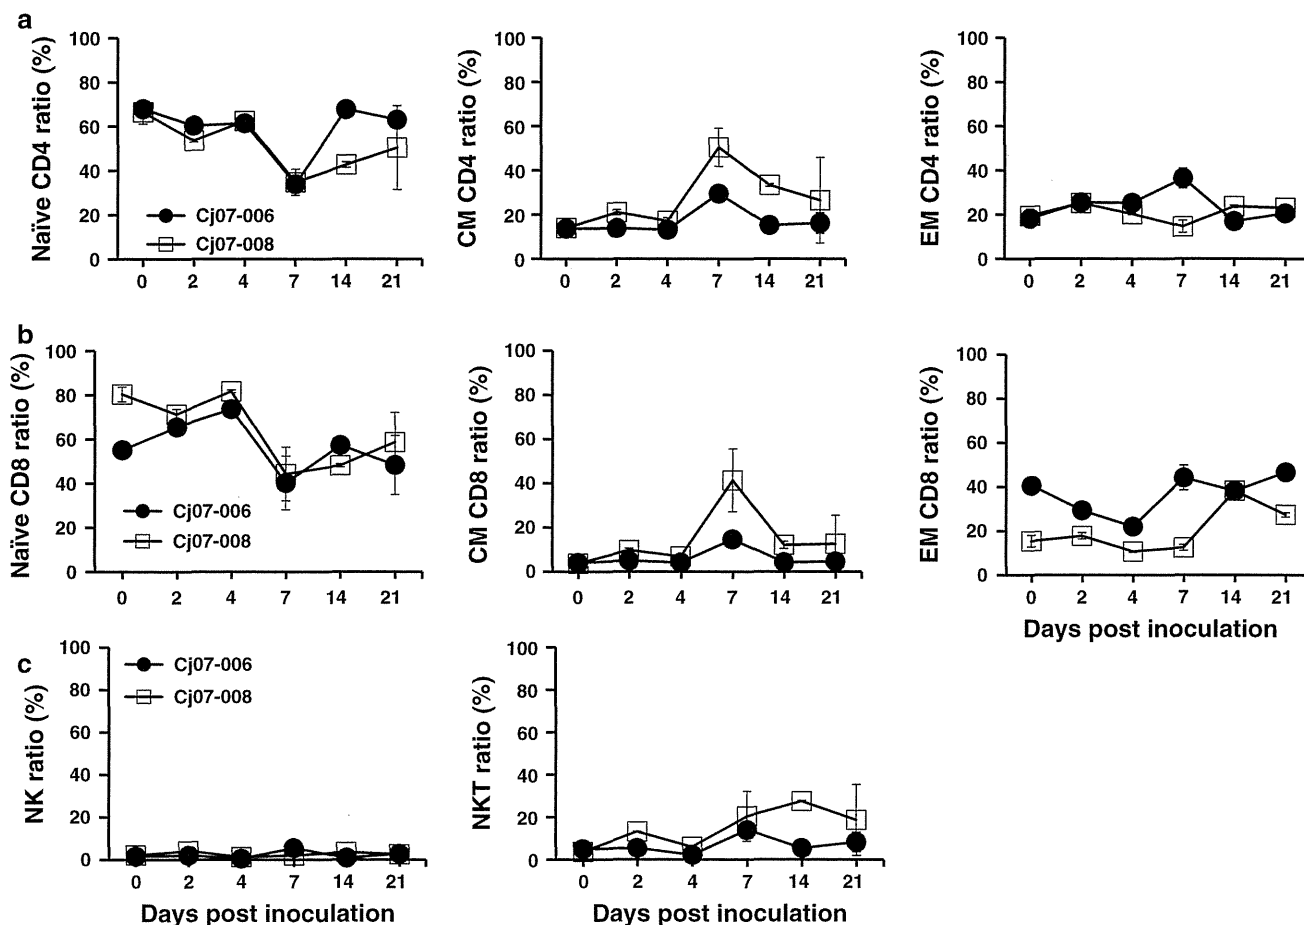 a
Naïve CD4 ratio (%)
100
80
60
40
20
0
0 2 4 7 14 21
Cj07-006
Cj07-008
CM CD4 ratio (%)
100
80
60
40
20
0
0 2 4 7 14 21
EM CD4 ratio (%)
100
80
60
40
20
0
0 2 4 7 14 21
b
Naïve CD8 ratio (%)
100
80
60
40
20
0
0 2 4 7 14 21
Cj07-006
Cj07-008
CM CD8 ratio (%)
100
80
60
40
20
0
0 2 4 7 14 21
EM CD8 ratio (%)
100
80
60
40
20
0
0 2 4 7 14 21
Days post inoculation
c
NK ratio (%)
100
80
60
40
20
0
Cj07-006
Cj07-008
0 2 4 7 14 21
Days post inoculation
NKT ratio (%)
100
80
60
40
20
0
0 2 4 7 14 21
Days post inoculation